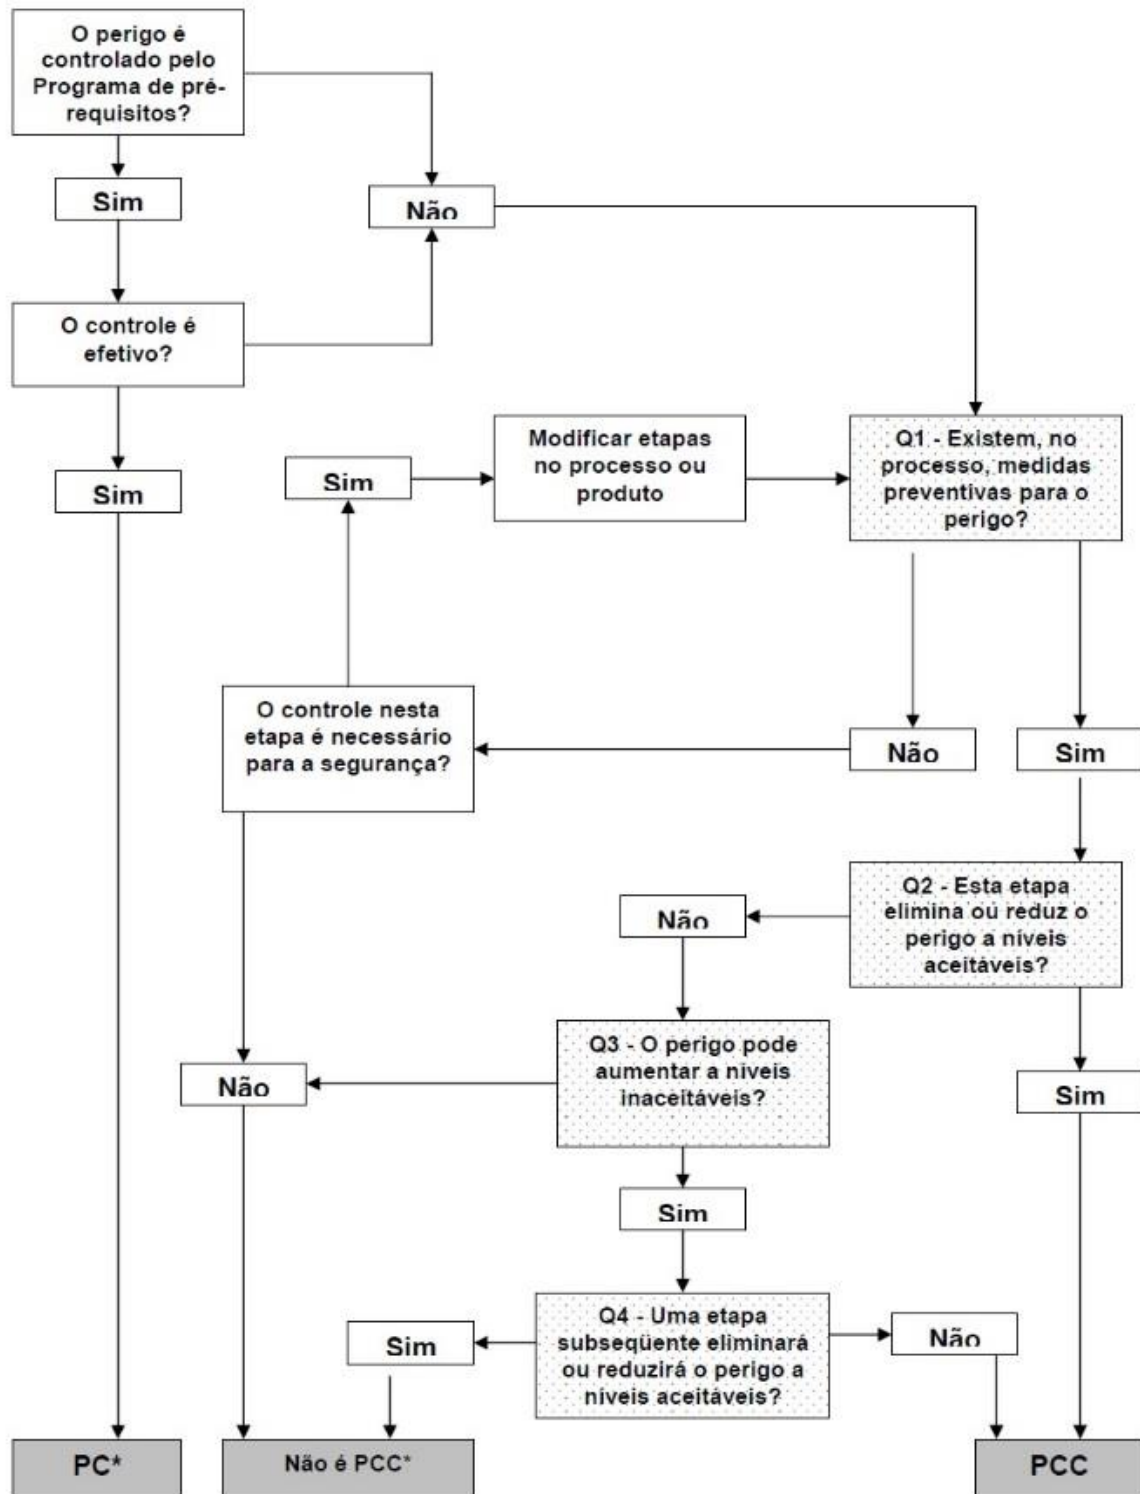 O perigo é
controlado pelo
Programa de pré-
requisitos?
Sim
Não
O controle é
efetivo?
Sim
Sim
Modificar etapas
no processo ou
produto
Q1 - Existem, no
processo, medidas
preventivas para o
perigo?
O controle nesta
etapa é necessário
para a segurança?
Não
Sim
Não
Q2 - Esta etapa
elimina ou reduz o
perigo a níveis
aceitáveis?
Não
Q3 - O perigo pode
aumentar a níveis
inaceitáveis?
Sim
Sim
Sim
Q4 - Uma etapa
subseqüente eliminará
ou reduzirá o perigo a
níveis aceitáveis?
Não
PC*
Não é PCC*
PCC